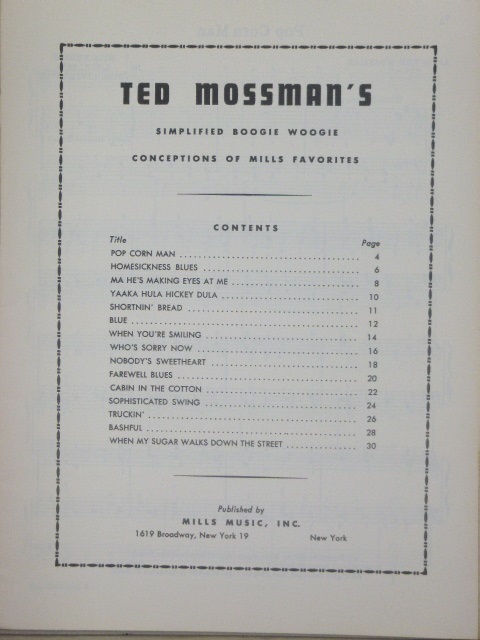 TED MOSSMAN'S
SIMPLIFIED BOOGIE WOOGIE
CONCEPTIONS OF MILLS FAVORITES
CONTENTS
Title Page
POP CORN MAN 4
HOMESICKNESS BLUES 6
MA HE'S MAKING EYES AT ME 8
YAAKA HULA HICKEY DULA 10
SHORTNIN' BREAD 11
BLUE 12
WHEN YOU'RE SMILING 14
WHO'S SORRY NOW 16
NOBODY'S SWEETHEART 18
FAREWELL BLUES 20
CABIN IN THE COTTON 22
SOPHISTICATED SWING 24
TRUCKIN' 26
BASHFUL 28
WHEN MY SUGAR WALKS DOWN THE STREET 30
Published by
MILLS MUSIC, INC.
1619 Broadway, New York 19 New York